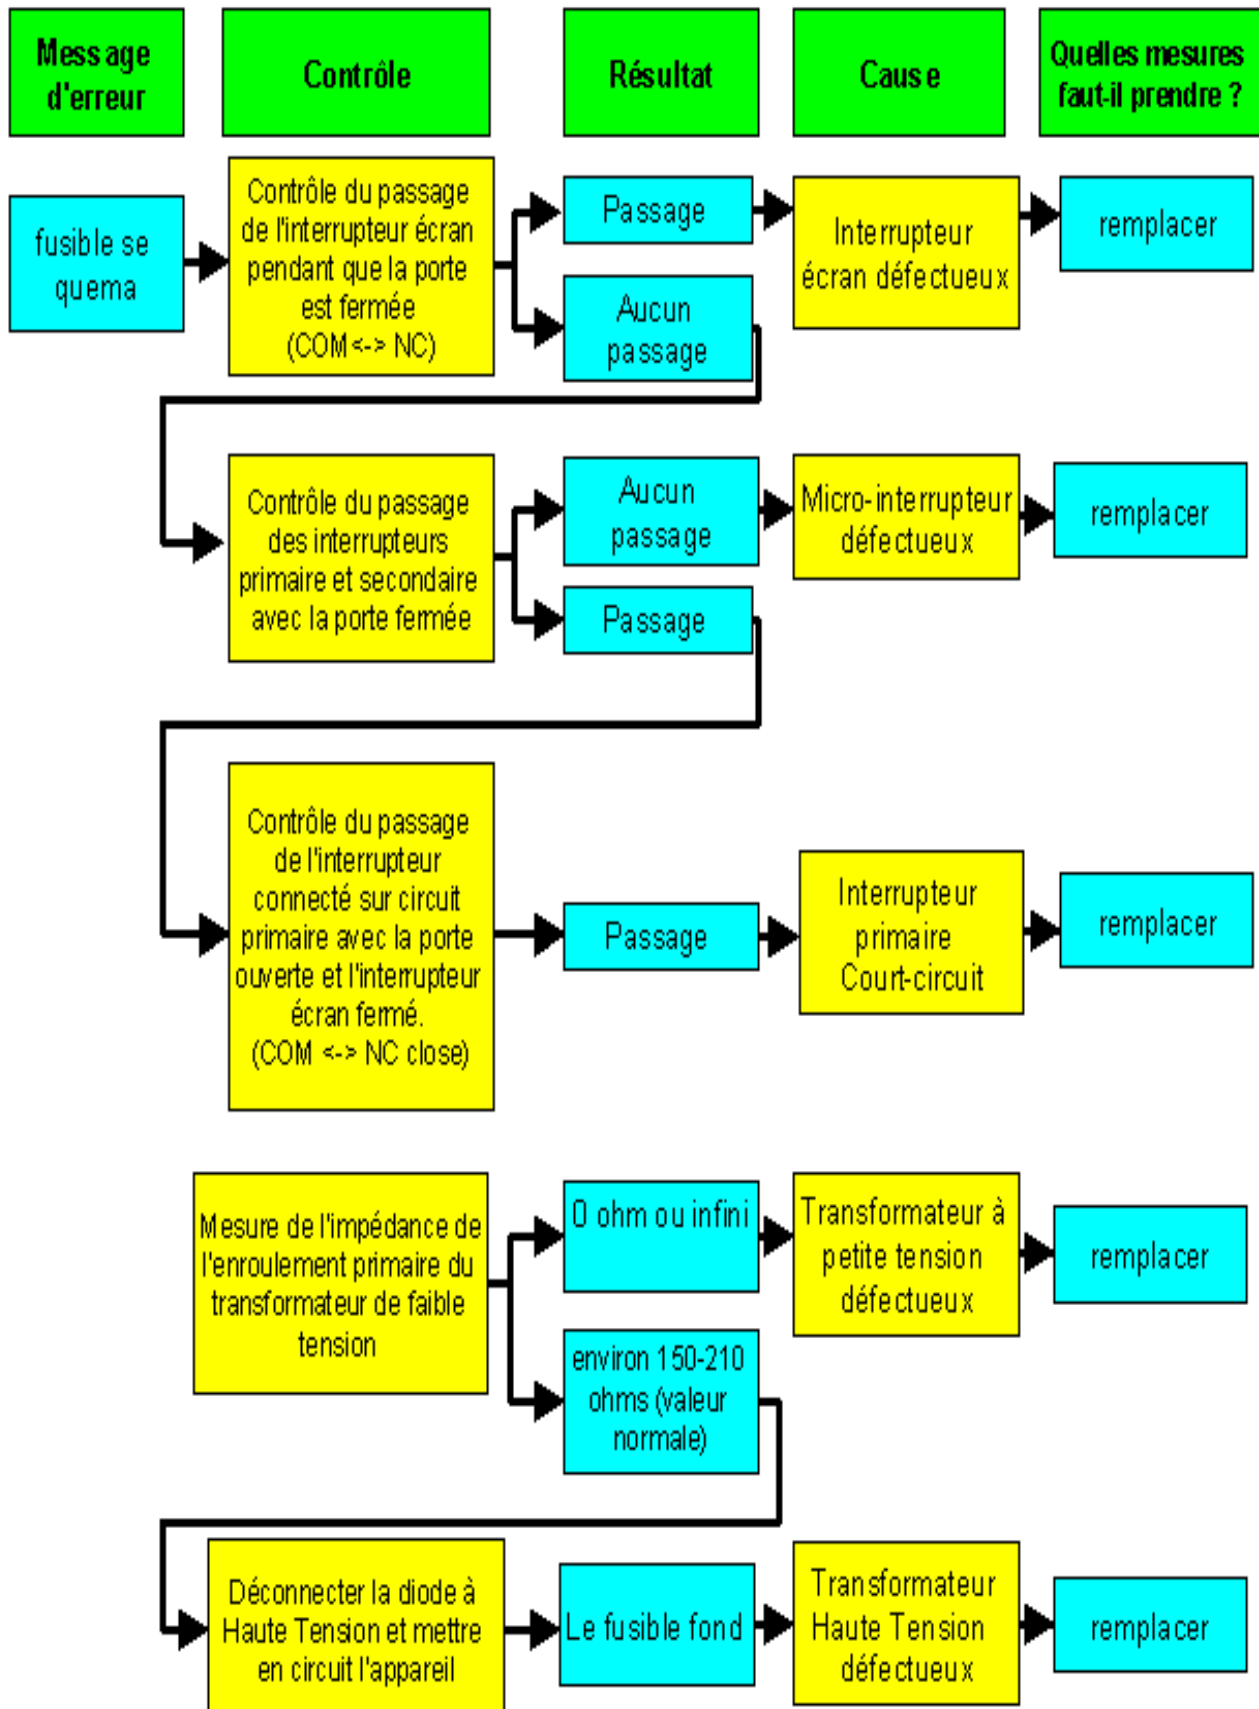 Message
d'erreur
Contrôle
Résultat
Cause
Quelles mesures
faut-il prendre ?
fusible se
quema
Contrôle du passage
de l'interrupteur écran
pendant que la porte
est fermée
(COM <-> NC)
Passage
Aucun
passage
Interrupteur
écran défectueux
remplacer
Contrôle du passage
des interrupteurs
primaire et secondaire
avec la porte fermée
Aucun
passage
Passage
Micro-interrupteur
défectueux
remplacer
Contrôle du passage
de l'interrupteur
connecté sur circuit
primaire avec la porte
ouverte et l'interrupteur
écran fermé.
(COM <-> NC close)
Passage
Interrupteur
primaire
Court-circuit
remplacer
Mesure de l'impédance de
l'enroulement primaire du
transformateur de faible
tension
0 ohm ou infini
environ 150-210
ohms (valeur
normale)
Transformateur à
petite tension
défectueux
remplacer
Déconnecter la diode à
Haute Tension et mettre
en circuit l'appareil
Le fusible fond
Transformateur
Haute Tension
défectueux
remplacer